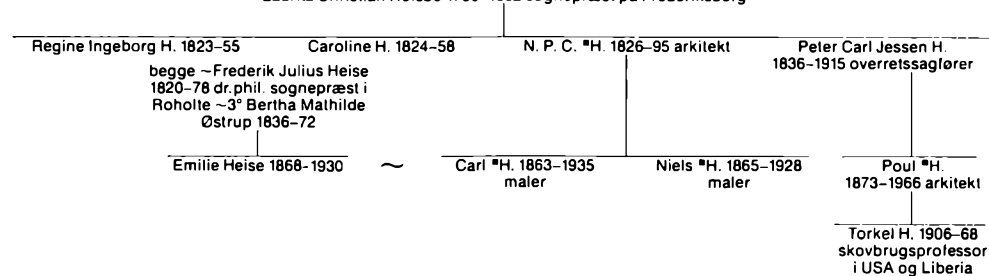 Regine Ingeborg H. 1823–55
Caroline H. 1824–58
N. P. C. ■H. 1826–95 arkitekt
Peter Carl Jessen H.
1836–1915 overretssagfører
begge ~Frederik Julius Heise
1820–78 dr.phil. sognepræst i
Roholte ~3° Bertha Mathilde
Østrup 1836–72
Emilie Heise 1868-1930
~
Carl ■H. 1863–1935
maler
Niels ■H. 1865–1928
maler
Poul ■H.
1873–1966 arkitekt
Torkel H. 1906–68
skovbrugsprofessor
i USA og Liberia